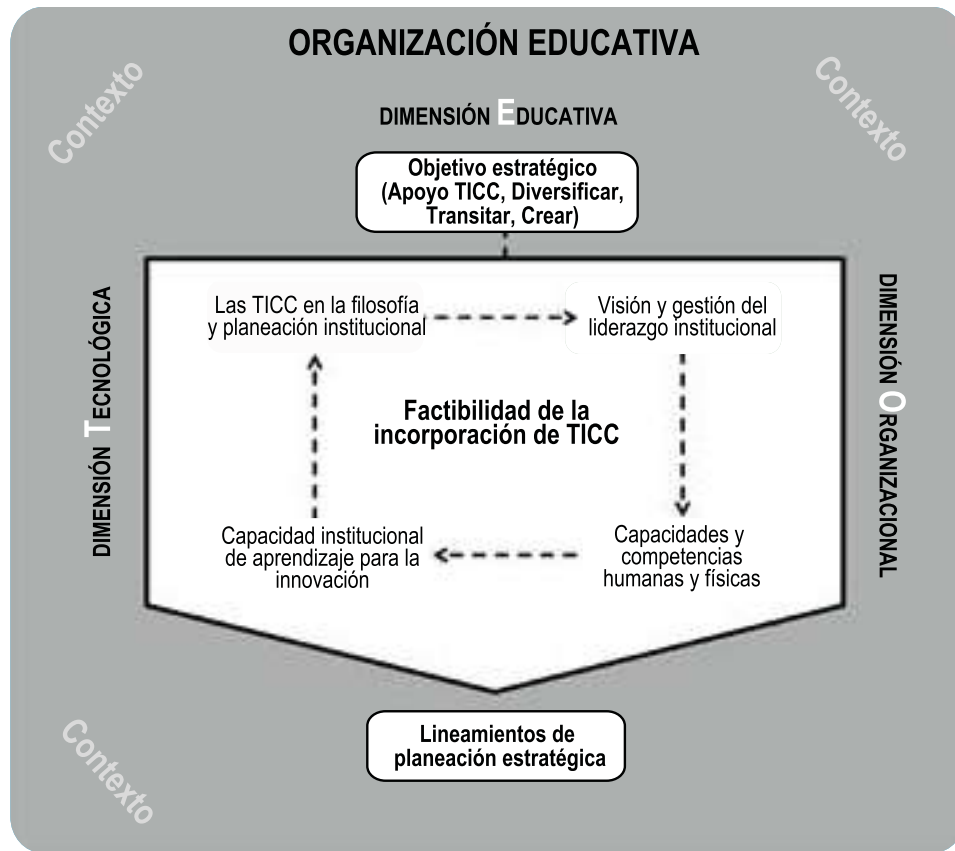 ORGANIZACIÓN EDUCATIVA
Contexto
Contexto
DIMENSIÓN EDUCATIVA
Objetivo estratégico
(Apoyo TICC, Diversificar,
Transitar, Crear)
DIMENSIÓN TECNOLÓGICA
DIMENSIÓN ORGANIZACIONAL
Las TICC en la filosofía
y planeación institucional
Visión y gestión del
liderazgo institucional
Factibilidad de la
incorporación de TICC
Capacidad institucional
de aprendizaje para la
innovación
Capacidades y
competencias
humanas y físicas
Lineamientos de
planeación estratégica
Contexto